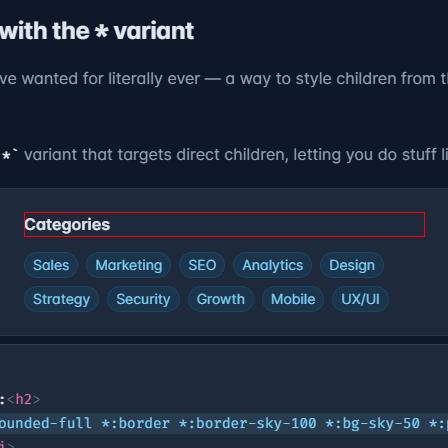 with the * variant
ve wanted for literally ever — a way to style children from t
*` variant that targets direct children, letting you do stuff li
Categories
Sales Marketing SEO Analytics Design
Strategy Security Growth Mobile UX/UI
:<h2>
ounded-full *:border *:border-sky-100 *:bg-sky-50 *:
i>